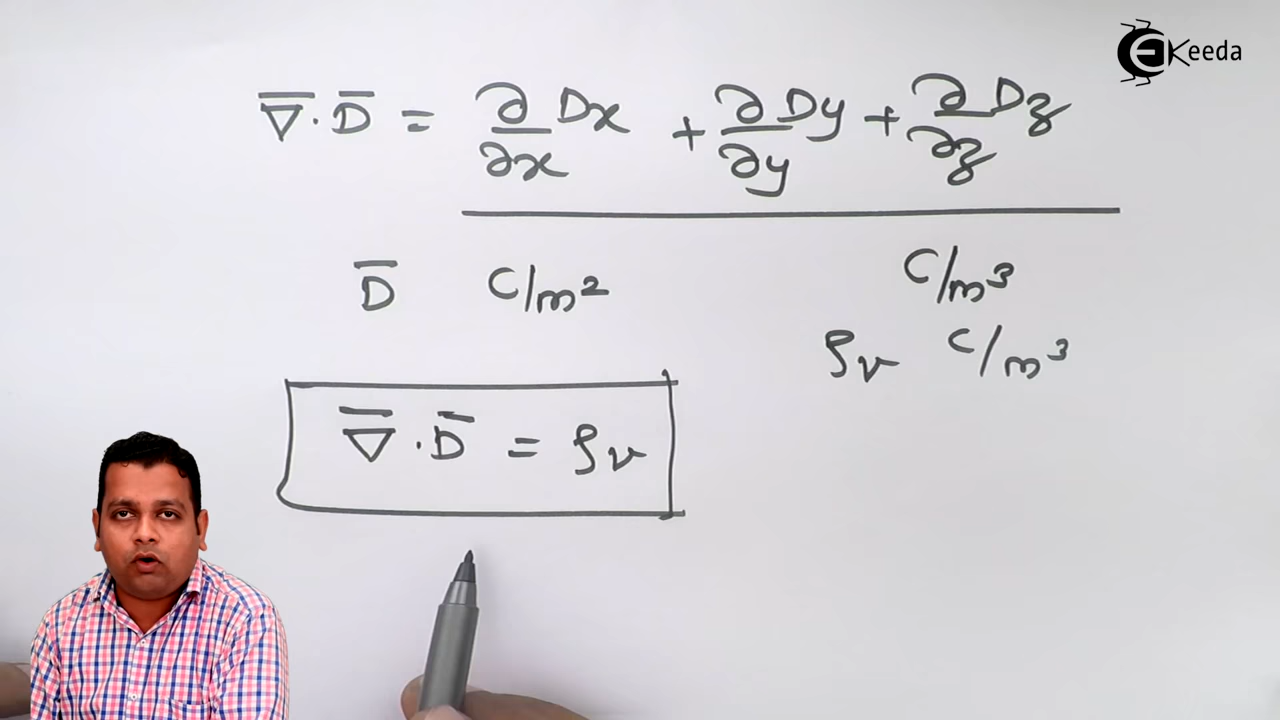 EKeeda
∇̅ · D̅ = ∂/∂x Dx + ∂/∂y Dy + ∂/∂z Dz
D̅ C/m² C/m³
ρv C/m³
∇̅ · D̅ = ρv